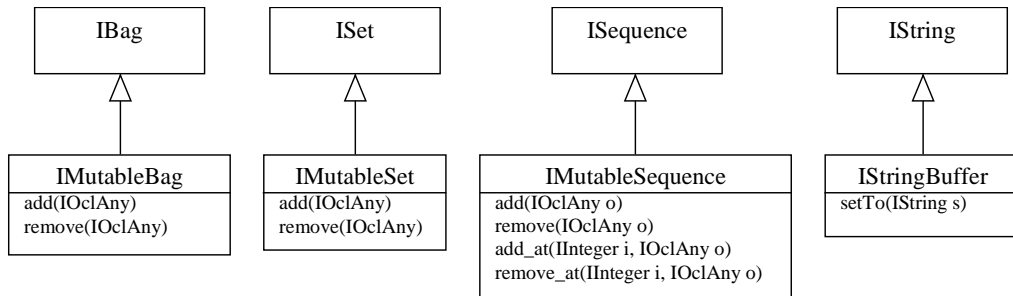 IBag
ISet
ISequence
IString
IMutableBag
add(IOclAny)
remove(IOclAny)
IMutableSet
add(IOclAny)
remove(IOclAny)
IMutableSequence
add(IOclAny o)
remove(IOclAny o)
add_at(IInteger i, IOclAny o)
remove_at(IInteger i, IOclAny o)
IStringBuffer
setTo(IString s)